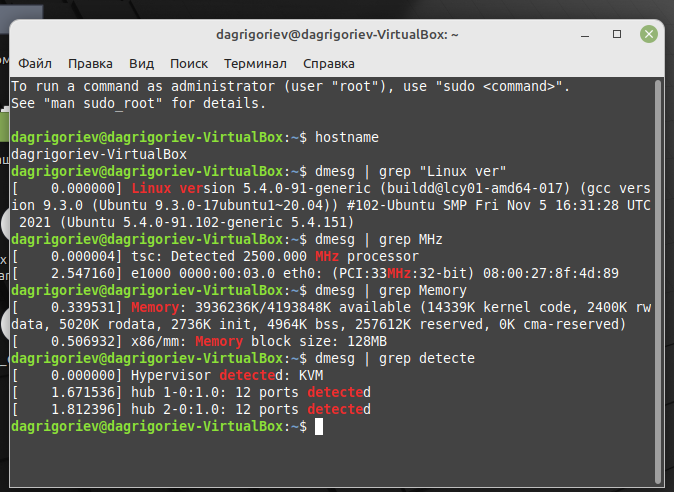 dagrigoriev@dagrigoriev-VirtualBox: ~
Файл Правка Вид Поиск Терминал Справка
To run a command as administrator (user "root"), use "sudo <command>".
See "man sudo_root" for details.
dagrigoriev@dagrigoriev-VirtualBox:~$ hostname
dagrigoriev-VirtualBox
dagrigoriev@dagrigoriev-VirtualBox:~$ dmesg | grep "Linux ver"
[    0.000000] Linux version 5.4.0-91-generic (buildd@lcy01-amd64-017) (gcc vers
ion 9.3.0 (Ubuntu 9.3.0-17ubuntu1~20.04)) #102-Ubuntu SMP Fri Nov 5 16:31:28 UTC
 2021 (Ubuntu 5.4.0-91.102-generic 5.4.151)
dagrigoriev@dagrigoriev-VirtualBox:~$ dmesg | grep MHz
[    0.000004] tsc: Detected 2500.000 MHz processor
[    2.547160] e1000 0000:00:03.0 eth0: (PCI:33MHz:32-bit) 08:00:27:8f:4d:89
dagrigoriev@dagrigoriev-VirtualBox:~$ dmesg | grep Memory
[    0.339531] Memory: 3936236K/4193848K available (14339K kernel code, 2400K rw
data, 5020K rodata, 2736K init, 4964K bss, 257612K reserved, 0K cma-reserved)
[    0.506932] x86/mm: Memory block size: 128MB
dagrigoriev@dagrigoriev-VirtualBox:~$ dmesg | grep detecte
[    0.000000] Hypervisor detected: KVM
[    1.671536] hub 1-0:1.0: 12 ports detected
[    1.812396] hub 2-0:1.0: 12 ports detected
dagrigoriev@dagrigoriev-VirtualBox:~$